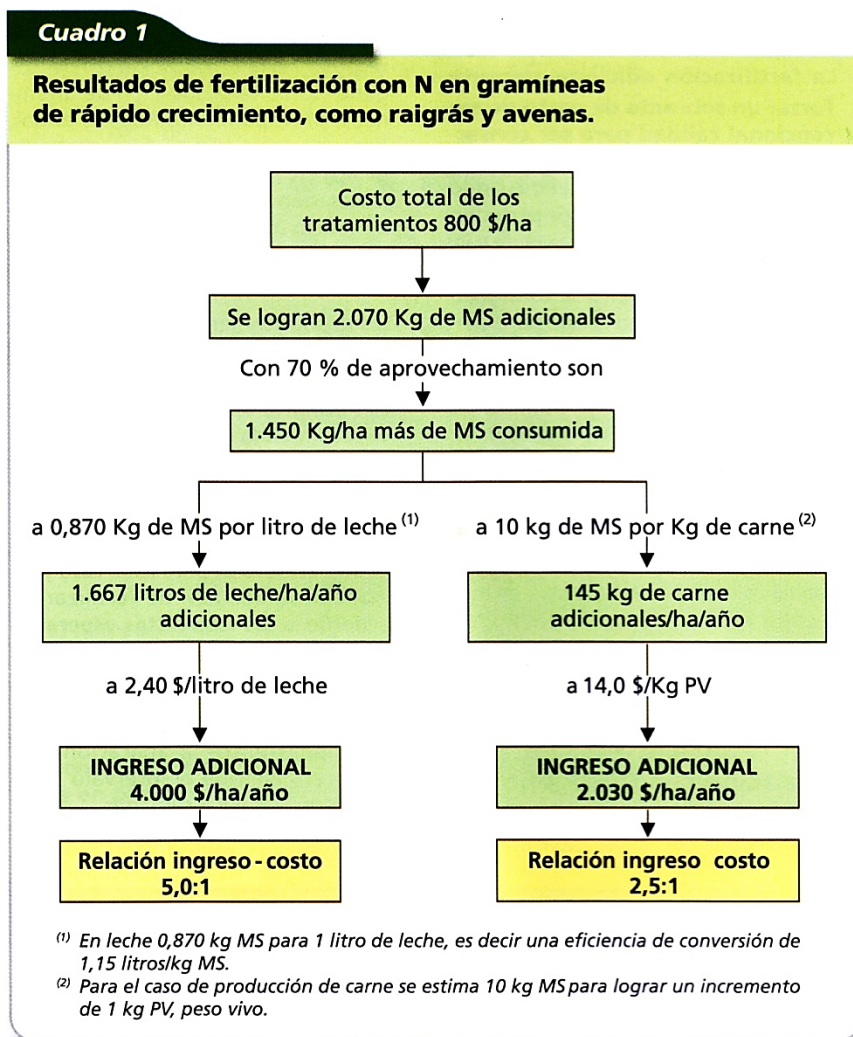 Cuadro 1
Resultados de fertilización con N en gramíneas
de rápido crecimiento, como raigrás y avenas.
Costo total de los
tratamientos 800 $/ha
Se logran 2.070 Kg de MS adicionales
Con 70 % de aprovechamiento son
1.450 Kg/ha más de MS consumida
a 0,870 Kg de MS por litro de leche (1)
a 10 kg de MS por Kg de carne (2)
1.667 litros de leche/ha/año
adicionales
145 kg de carne
adicionales/ha/año
a 2,40 $/litro de leche
a 14,0 $/Kg PV
INGRESO ADICIONAL
4.000 $/ha/año
INGRESO ADICIONAL
2.030 $/ha/año
Relación ingreso - costo
5,0:1
Relación ingreso costo
2,5:1
(1) En leche 0,870 kg MS para 1 litro de leche, es decir una eficiencia de conversión de
1,15 litros/kg MS.
(2) Para el caso de producción de carne se estima 10 kg MS para lograr un incremento
de 1 kg PV, peso vivo.